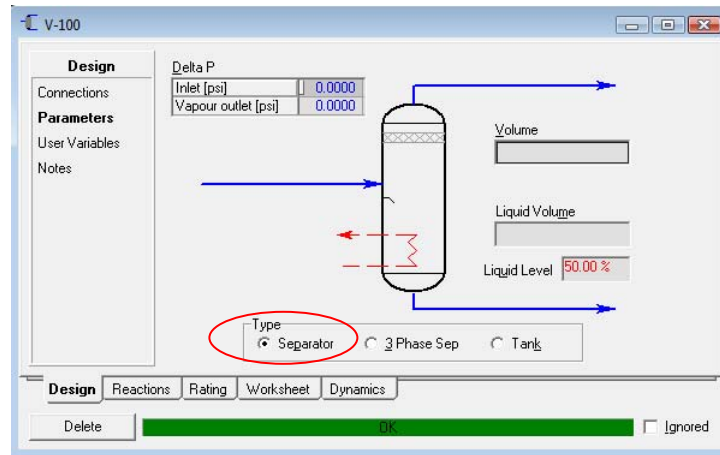 V-100
Design
Connections
Parameters
User Variables
Notes
Delta P
Inlet [psi] 0.0000
Vapour outlet [psi] 0.0000
Volume
Liquid Volume
Liquid Level 50.00 %
Type
Separator 3 Phase Sep Tank
Design Reactions Rating Worksheet Dynamics
Delete OK Ignored